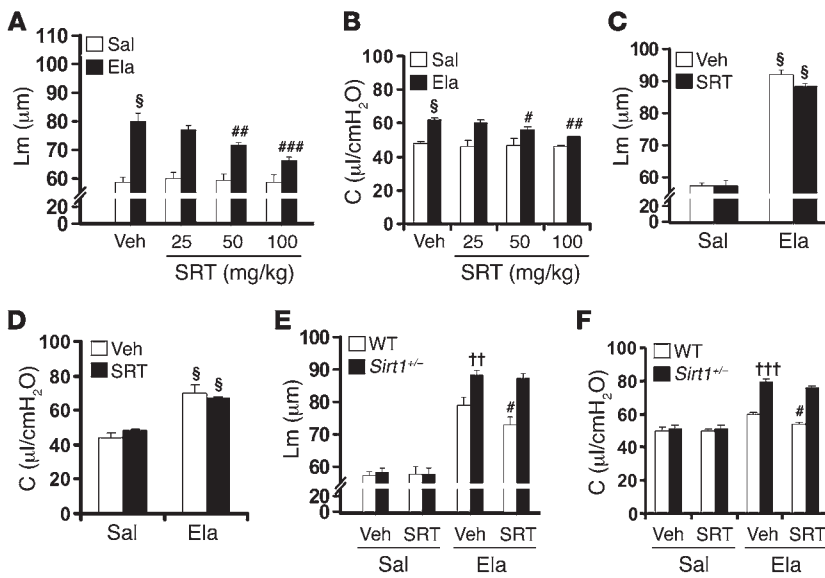 A
Sal
Ela
Lm (μm)
110
100
90
80
70
60
20
0
§
##
###
Veh 25 50 100
SRT (mg/kg)
B
Sal
Ela
C (μl/cmH₂O)
100
80
60
40
20
0
§
#
##
Veh 25 50 100
SRT (mg/kg)
C
Veh
SRT
Lm (μm)
100
90
80
70
60
20
0
§ §
Sal Ela
D
Veh
SRT
C (μl/cmH₂O)
100
80
60
40
20
0
§ §
Sal Ela
E
WT
Sirt1⁺/⁻
Lm (μm)
100
90
80
70
60
20
0
††
#
Veh SRT Veh SRT
Sal Ela
F
WT
Sirt1⁺/⁻
C (μl/cmH₂O)
100
80
60
40
20
0
†††
#
Veh SRT Veh SRT
Sal Ela